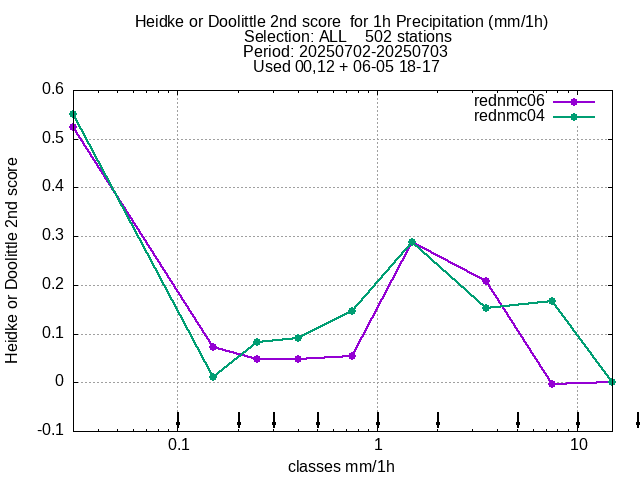 Heidke or Doolittle 2nd score  for 1h Precipitation (mm/1h)
Selection: ALL    502 stations
Period: 20250702-20250703
Used 00,12 + 06-05 18-17
rednmc06
rednmc04
0.6
0.5
0.4
0.3
0.2
0.1
0
-0.1
Heidke or Doolittle 2nd score
0.1
1
10
classes mm/1h